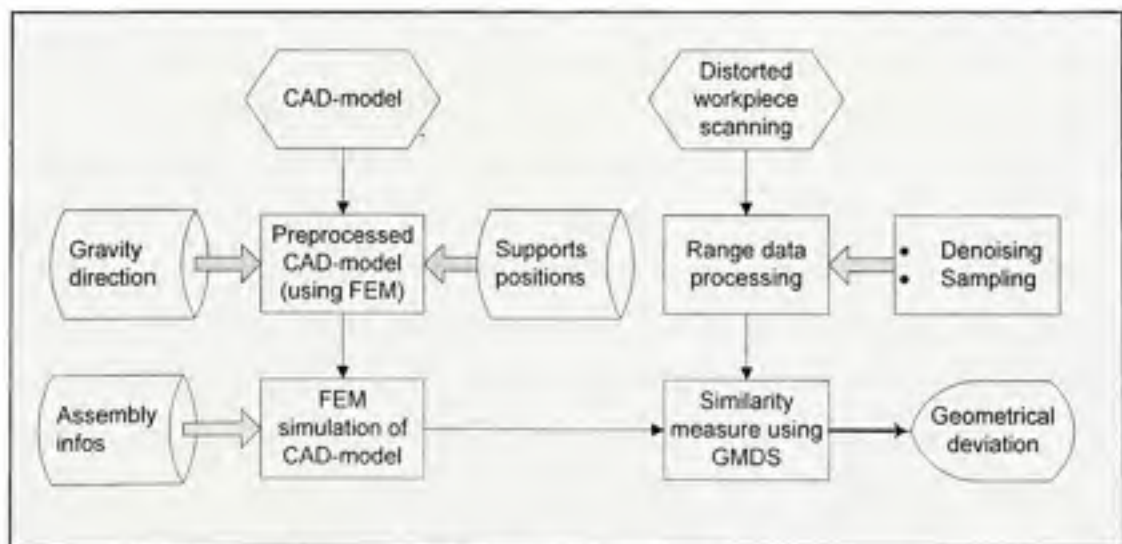 CAD-model
Distorted
workpiece
scanning
Gravity
direction
Preprocessed
CAD-model
(using FEM)
Supports
positions
Range data
processing
• Denoising
• Sampling
Assembly
infos
FEM
simulation of
CAD-model
Similarity
measure using
GMDS
Geometrical
deviation